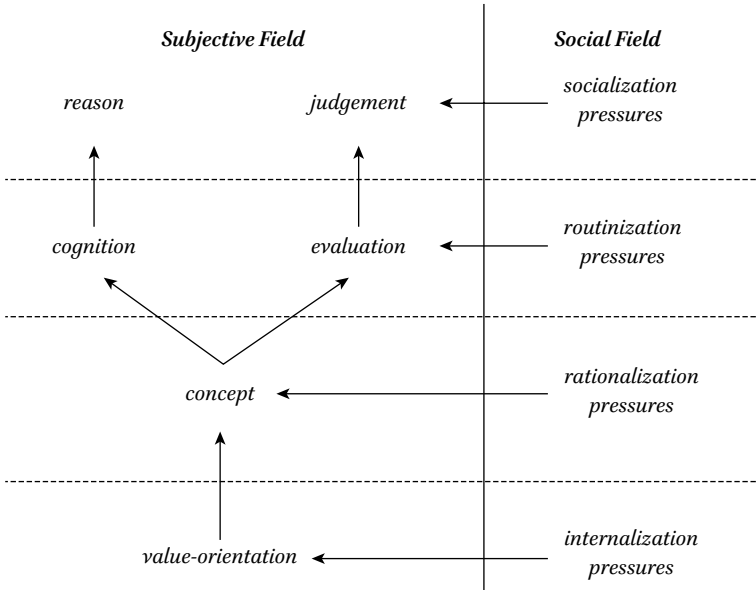 Subjective Field
Social Field
reason
judgement
socialization
pressures
cognition
evaluation
routinization
pressures
concept
rationalization
pressures
value-orientation
internalization
pressures